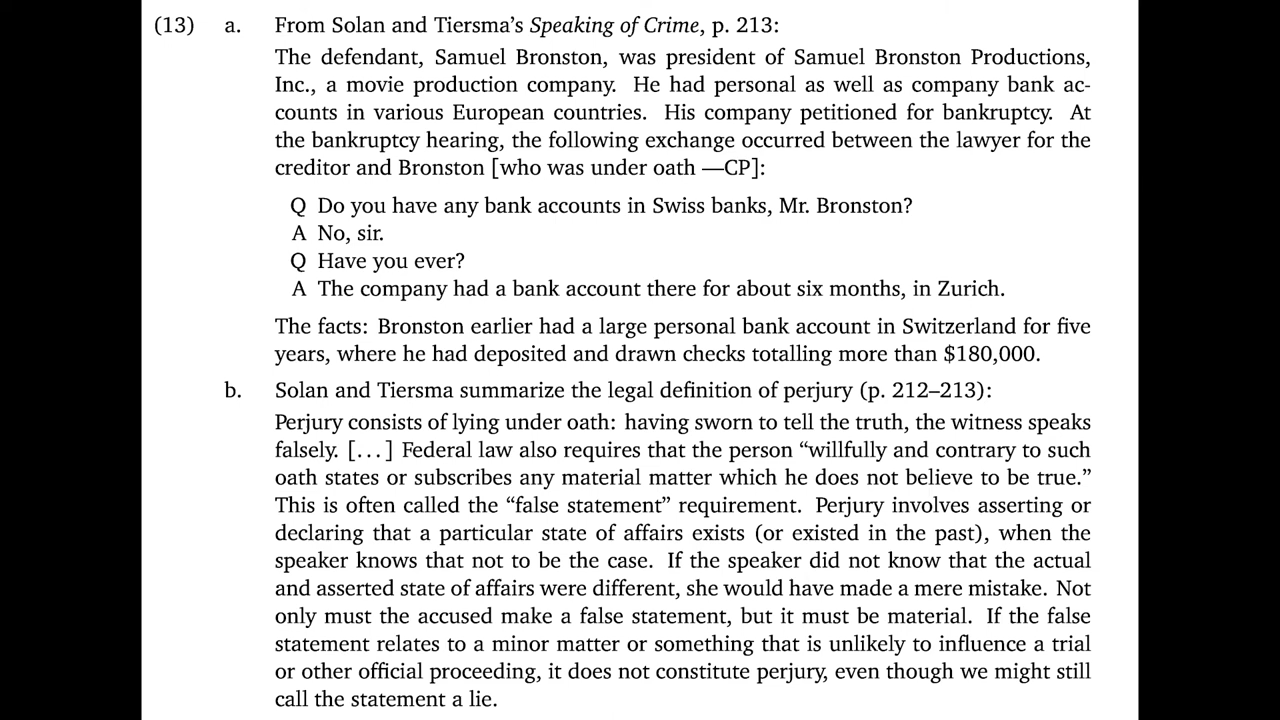 (13) a. From Solan and Tiersma’s Speaking of Crime, p. 213:
The defendant, Samuel Bronston, was president of Samuel Bronston Productions,
Inc., a movie production company. He had personal as well as company bank ac-
counts in various European countries. His company petitioned for bankruptcy. At
the bankruptcy hearing, the following exchange occurred between the lawyer for the
creditor and Bronston [who was under oath —CP]:
Q Do you have any bank accounts in Swiss banks, Mr. Bronston?
A No, sir.
Q Have you ever?
A The company had a bank account there for about six months, in Zurich.
The facts: Bronston earlier had a large personal bank account in Switzerland for five
years, where he had deposited and drawn checks totalling more than $180,000.
b. Solan and Tiersma summarize the legal definition of perjury (p. 212–213):
Perjury consists of lying under oath: having sworn to tell the truth, the witness speaks
falsely. [...] Federal law also requires that the person “willfully and contrary to such
oath states or subscribes any material matter which he does not believe to be true.”
This is often called the “false statement” requirement. Perjury involves asserting or
declaring that a particular state of affairs exists (or existed in the past), when the
speaker knows that not to be the case. If the speaker did not know that the actual
and asserted state of affairs were different, she would have made a mere mistake. Not
only must the accused make a false statement, but it must be material. If the false
statement relates to a minor matter or something that is unlikely to influence a trial
or other official proceeding, it does not constitute perjury, even though we might still
call the statement a lie.